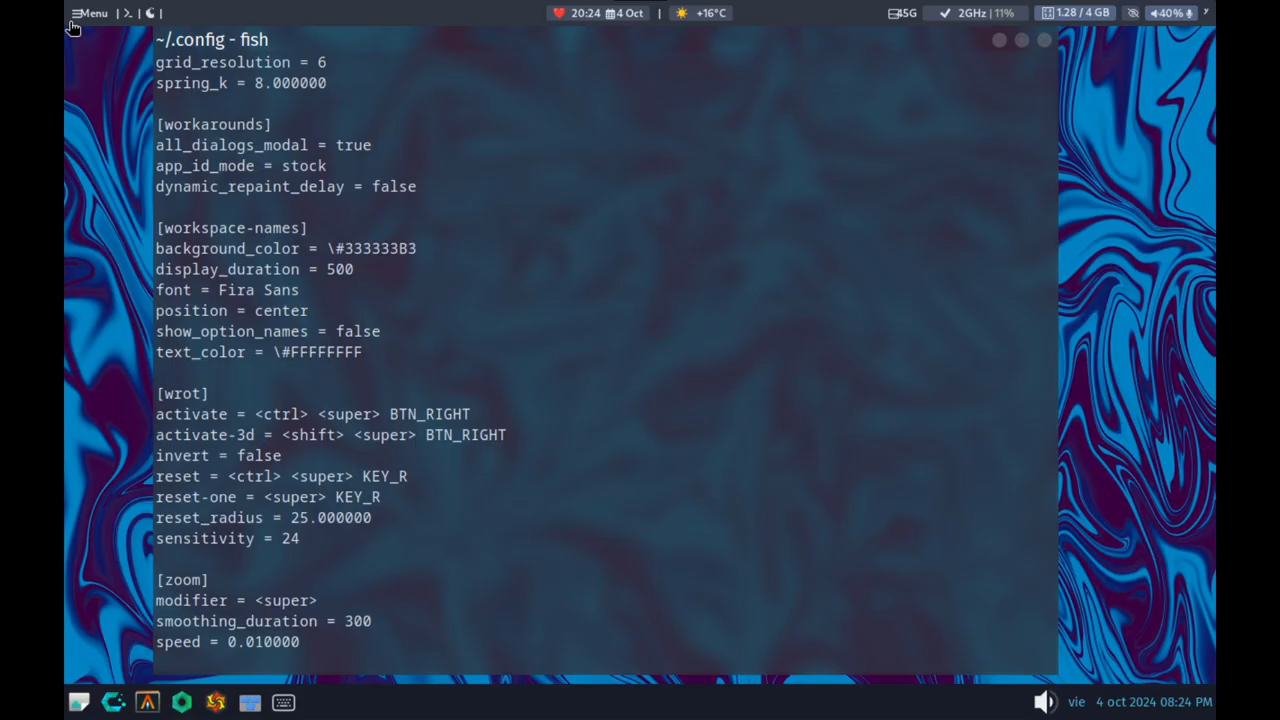 Menu | >_ | |
20:24 4 Oct | +16°C
45G
2GHz | 11%
1.28 / 4 GB
40%
~/.config - fish
grid_resolution = 6
spring_k = 8.000000
[workarounds]
all_dialogs_modal = true
app_id_mode = stock
dynamic_repaint_delay = false
[workspace-names]
background_color = \#333333B3
display_duration = 500
font = Fira Sans
position = center
show_option_names = false
text_color = \#FFFFFFFF
[wrot]
activate = <ctrl> <super> BTN_RIGHT
activate-3d = <shift> <super> BTN_RIGHT
invert = false
reset = <ctrl> <super> KEY_R
reset-one = <super> KEY_R
reset_radius = 25.000000
sensitivity = 24
[zoom]
modifier = <super>
smoothing_duration = 300
speed = 0.010000
vie 4 oct 2024 08:24 PM